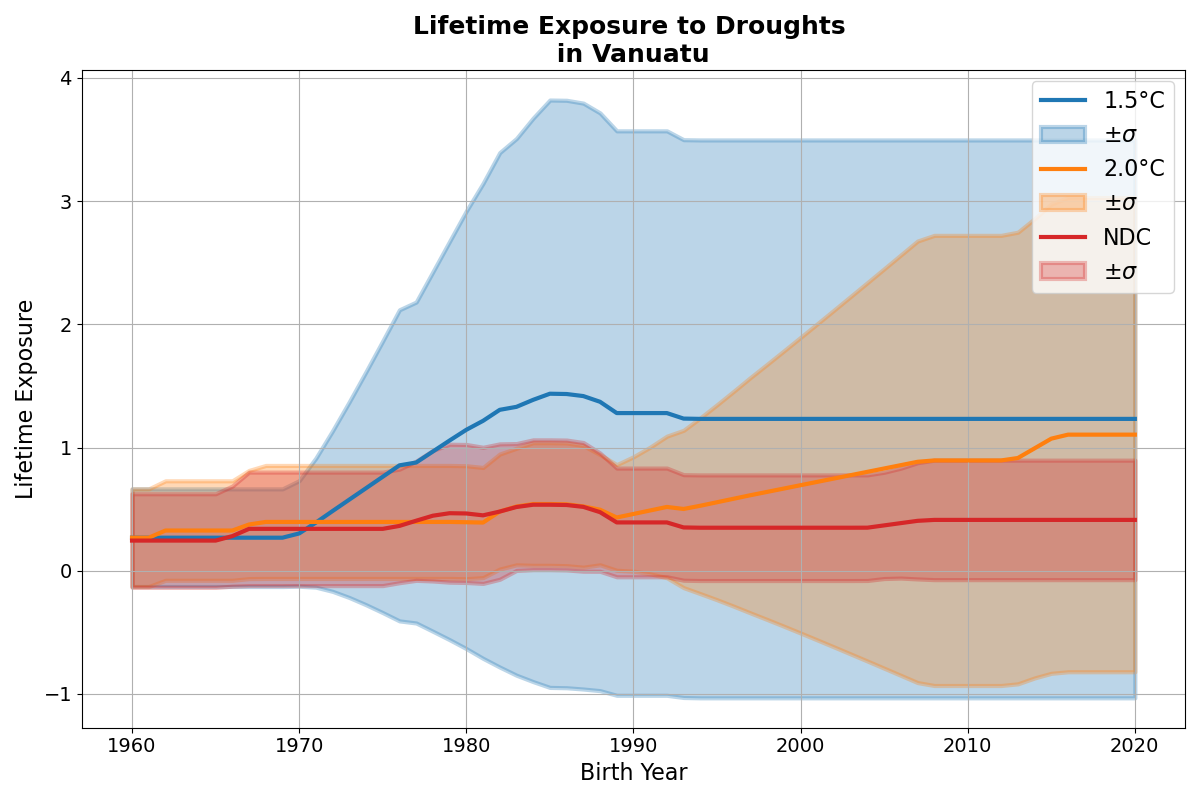 Lifetime Exposure to Droughts
in Vanuatu
4
3
2
1
0
−1
Lifetime Exposure
1960 1970 1980 1990 2000 2010 2020
Birth Year
1.5°C
±σ
2.0°C
±σ
NDC
±σ